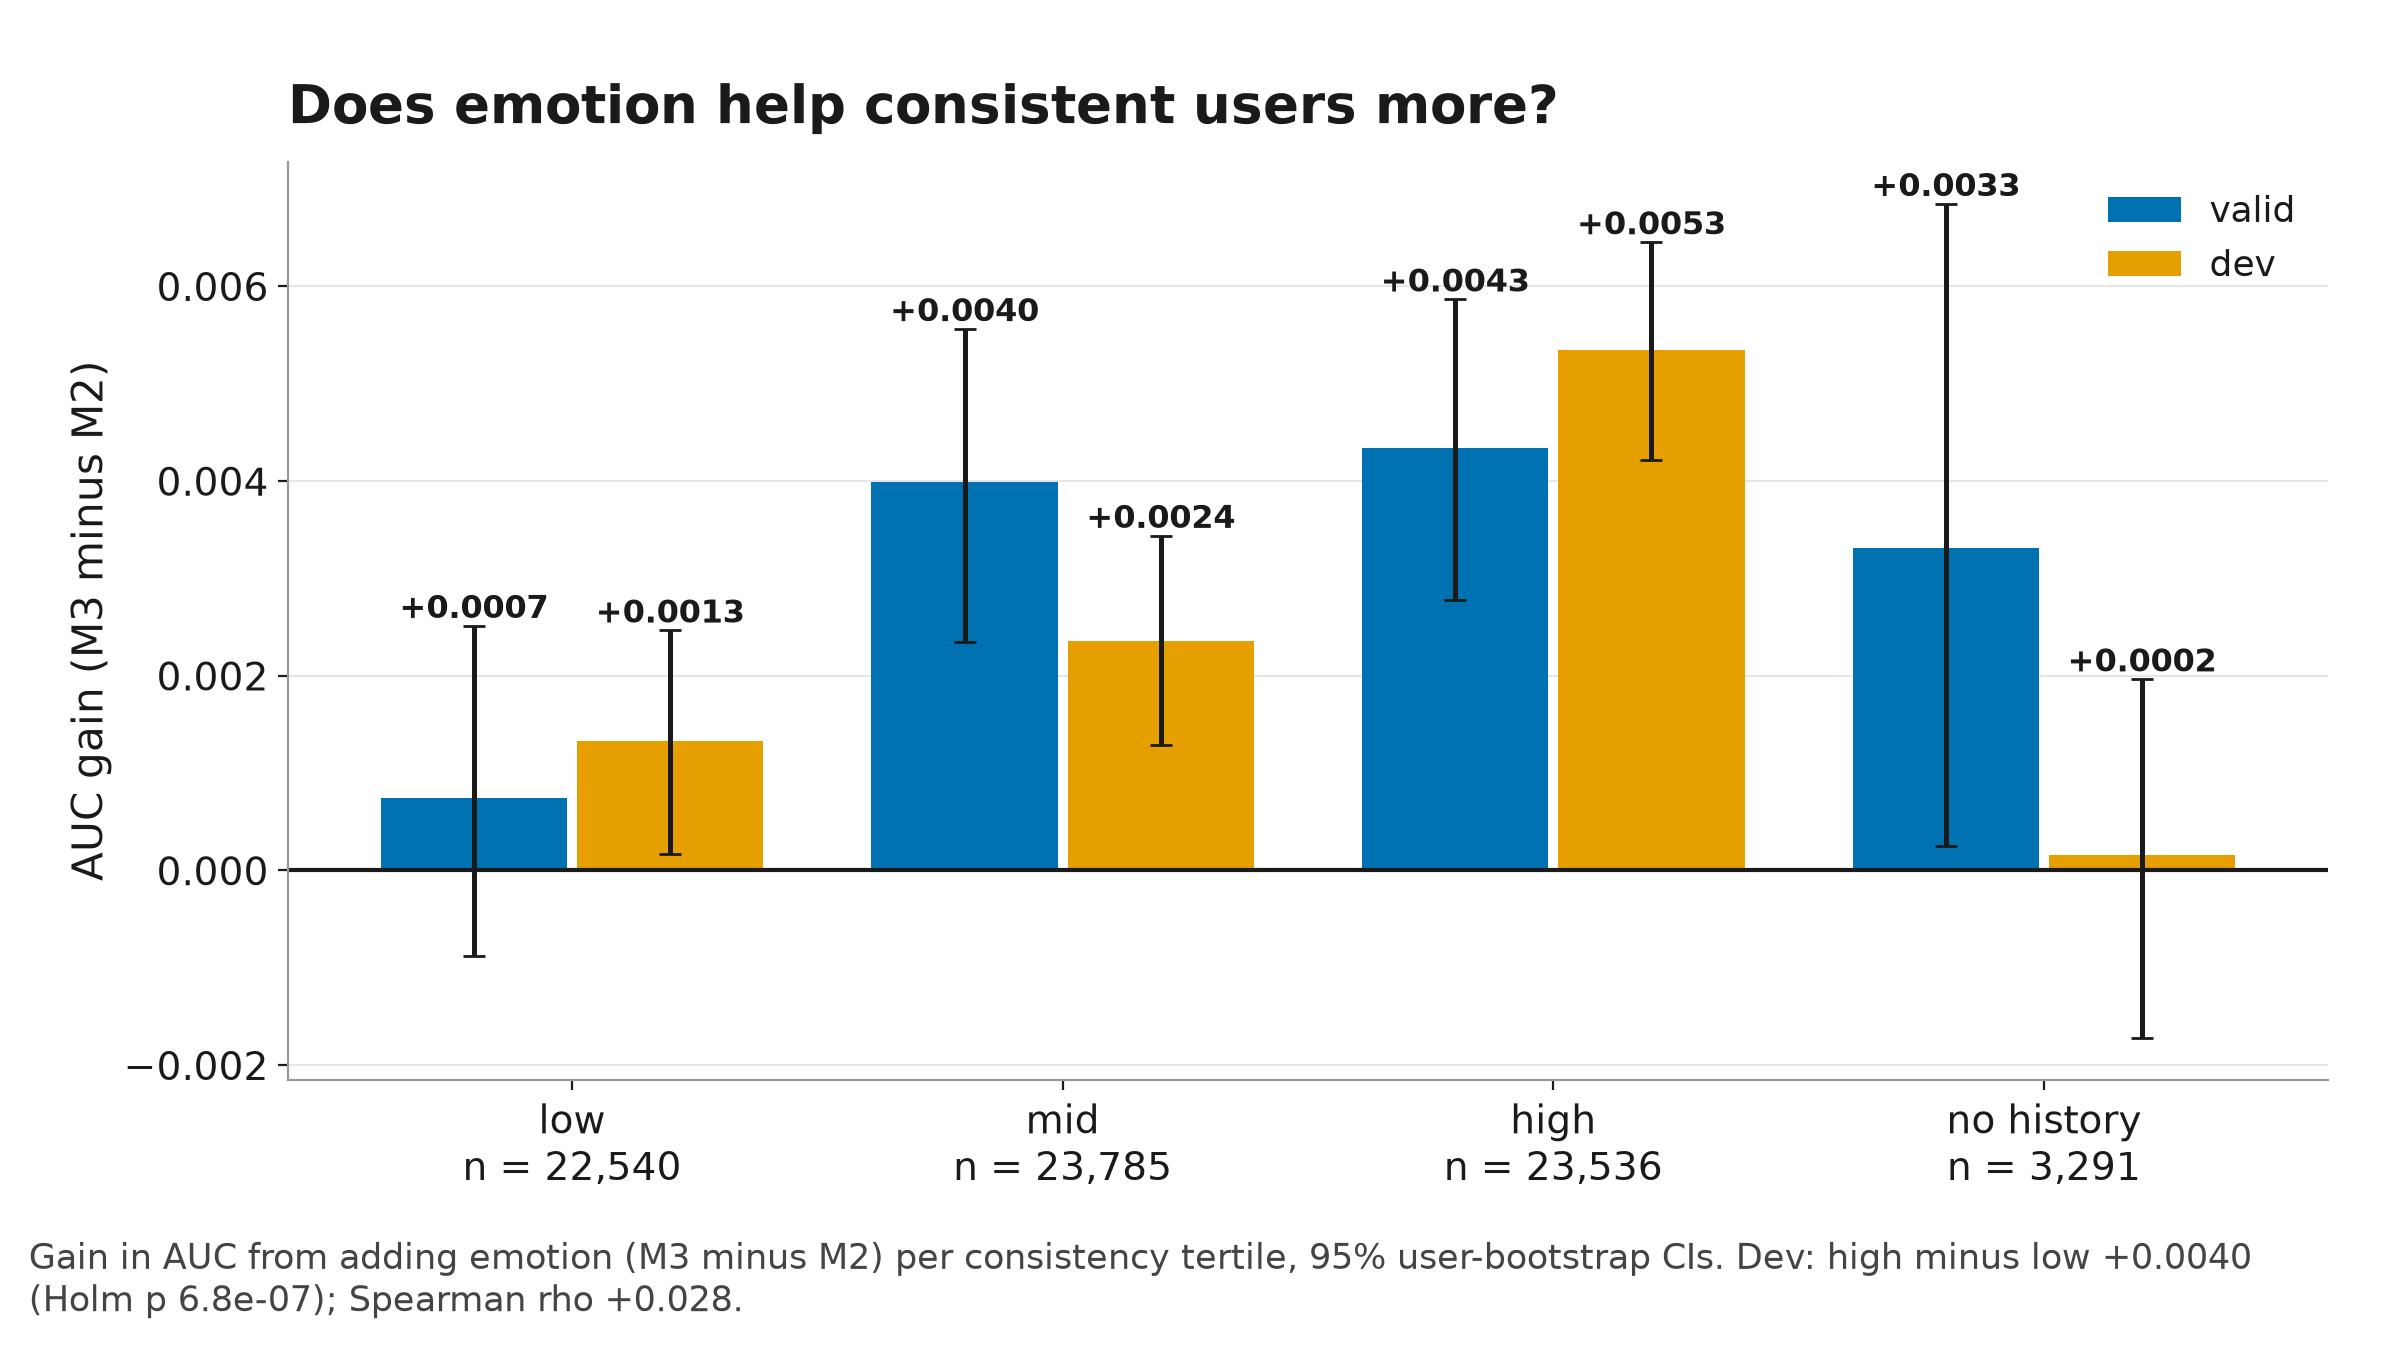 Does emotion help consistent users more?
valid
dev
AUC gain (M3 minus M2)
0.006
0.004
0.002
0.000
−0.002
+0.0007
+0.0013
+0.0040
+0.0024
+0.0043
+0.0053
+0.0033
+0.0002
low
n = 22,540
mid
n = 23,785
high
n = 23,536
no history
n = 3,291
Gain in AUC from adding emotion (M3 minus M2) per consistency tertile, 95% user-bootstrap CIs. Dev: high minus low +0.0040
(Holm p 6.8e-07); Spearman rho +0.028.